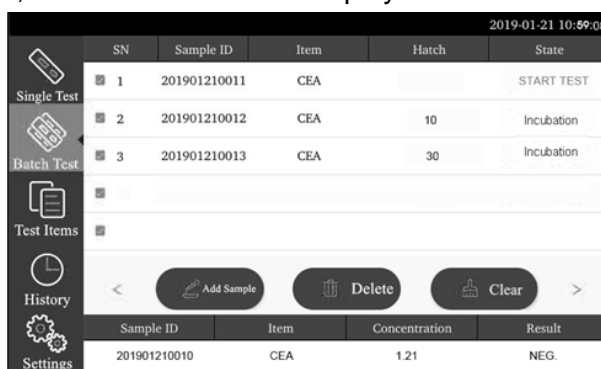 2019-01-21 10:59:08
SN Sample ID Item Hatch State
1 201901210011 CEA START TEST
2 201901210012 CEA 10 Incubation
3 201901210013 CEA 30 Incubation
Single Test
Batch Test
Test Items
History
Settings
< Add Sample Delete Clear >
Sample ID Item Concentration Result
201901210010 CEA 1.21 NEG.